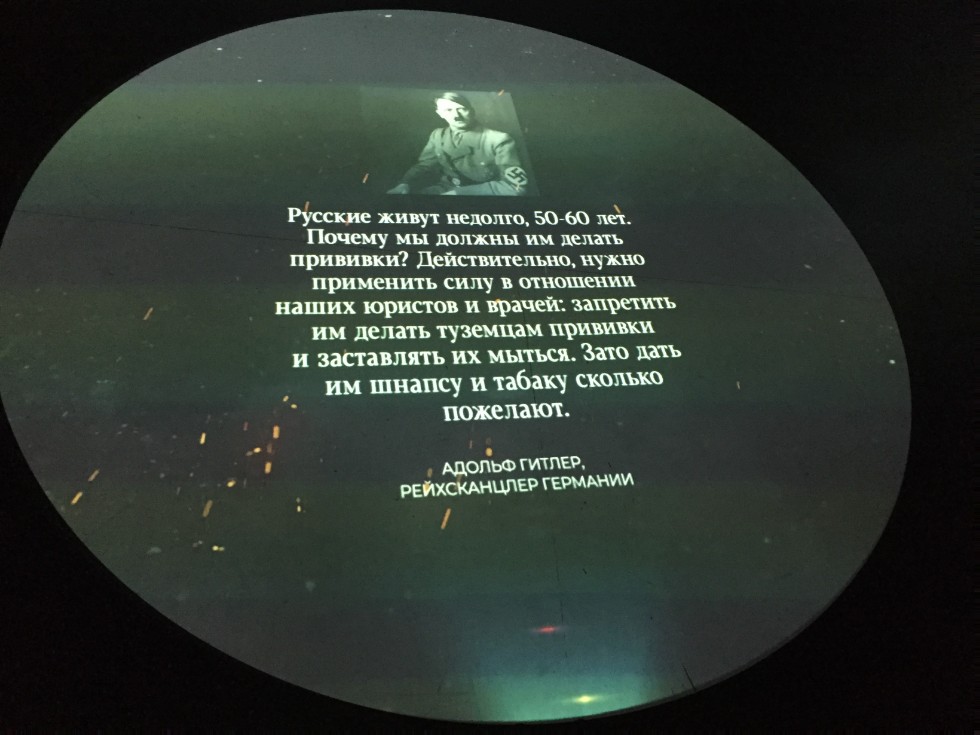 Русские живут недолго, 50-60 лет.
Почему мы должны им делать
прививки? Действительно, нужно
применить силу в отношении
наших юристов и врачей: запретить
им делать туземцам прививки
и заставлять их мыться. Зато дать
им шнапсу и табаку сколько
пожелают.
АДОЛЬФ ГИТЛЕР,
РЕЙХСКАНЦЛЕР ГЕРМАНИИ